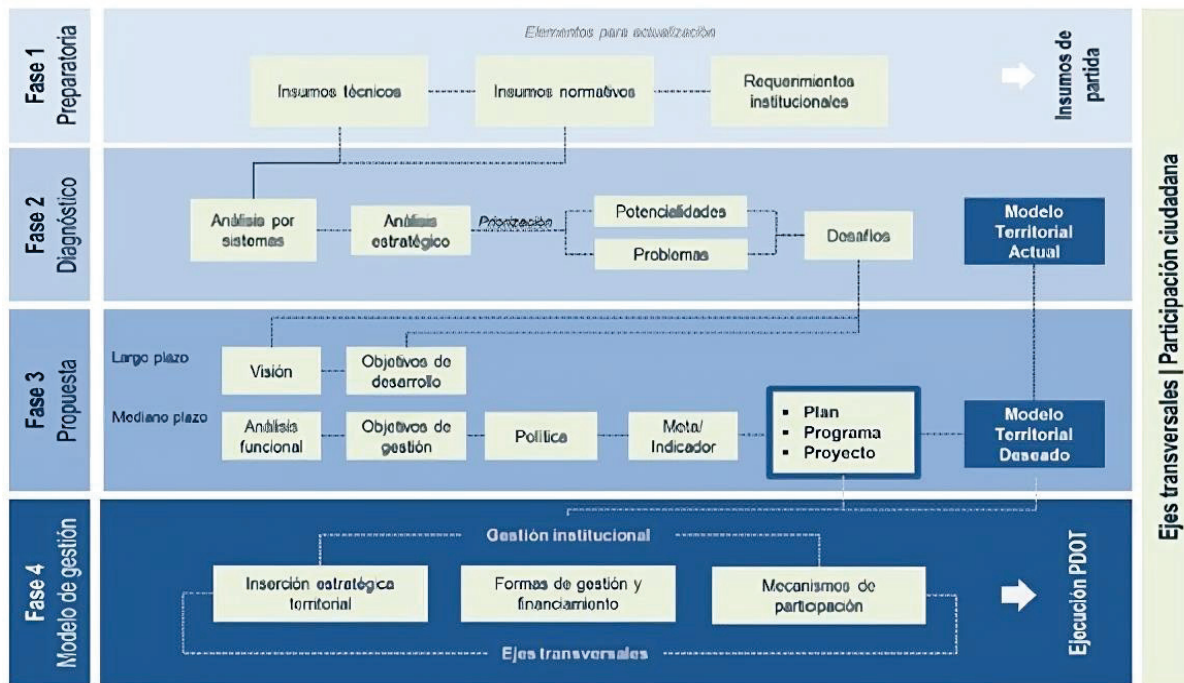 Fase 1
Preparatoria
Elementos para actualización
Insumos técnicos
Insumos normativos
Requerimientos
institucionales
Insumos de
partida
Fase 2
Diagnóstico
Análisis por
sistemas
Análisis
estratégico
Priorización
Potencialidades
Problemas
Desafíos
Modelo
Territorial
Actual
Fase 3
Propuesta
Largo plazo
Visión
Objetivos de
desarrollo
Mediano plazo
Análisis
funcional
Objetivos de
gestión
Política
Meta/
Indicador
▪ Plan
▪ Programa
▪ Proyecto
Modelo
Territorial
Deseado
Fase 4
Modelo de gestión
Gestión institucional
Inserción estratégica
territorial
Formas de gestión y
financiamiento
Mecanismos de
participación
Ejes transversales
Ejecución PDOT
Ejes transversales | Participación ciudadana